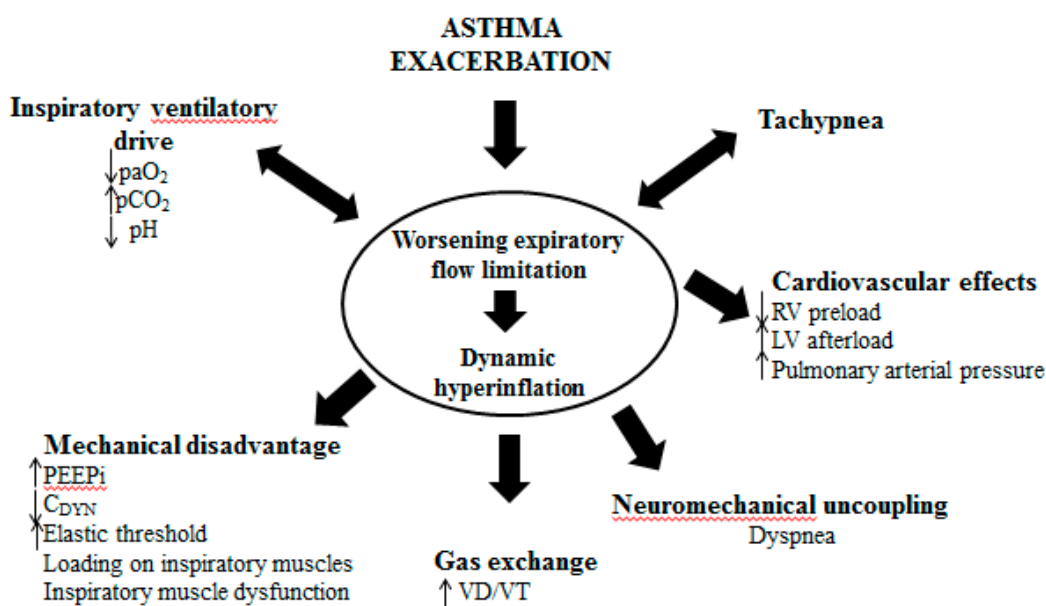 ASTHMA
EXACERBATION
Inspiratory ventilatory
drive
↓ paO₂
↑ pCO₂
↓ pH
Tachypnea
Worsening expiratory
flow limitation
Dynamic
hyperinflation
Cardiovascular effects
↓ RV preload
↑ LV afterload
↑ Pulmonary arterial pressure
Mechanical disadvantage
↑ PEEPi
↓ C_DYN
↑ Elastic threshold
Loading on inspiratory muscles
Inspiratory muscle dysfunction
Neuromechanical uncoupling
Dyspnea
Gas exchange
↑ VD/VT